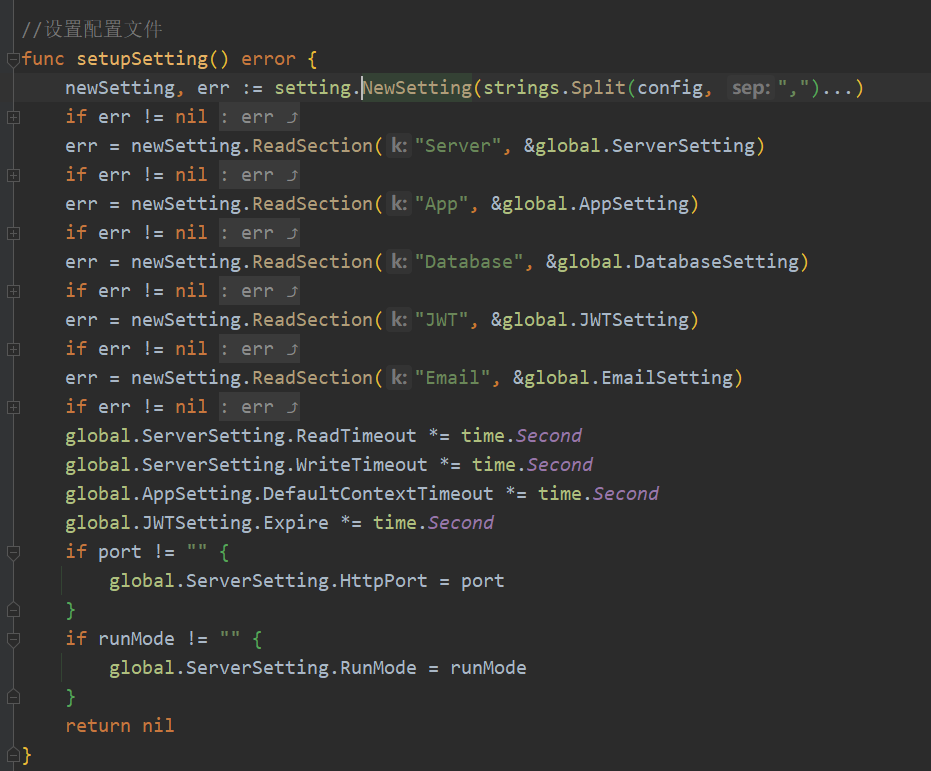 //设置配置文件
func setupSetting() error {
    newSetting, err := setting.NewSetting(strings.Split(config, sep: ",")...)
    if err != nil : err ⤴
    err = newSetting.ReadSection( k: "Server", &global.ServerSetting)
    if err != nil : err ⤴
    err = newSetting.ReadSection( k: "App", &global.AppSetting)
    if err != nil : err ⤴
    err = newSetting.ReadSection( k: "Database", &global.DatabaseSetting)
    if err != nil : err ⤴
    err = newSetting.ReadSection( k: "JWT", &global.JWTSetting)
    if err != nil : err ⤴
    err = newSetting.ReadSection( k: "Email", &global.EmailSetting)
    if err != nil : err ⤴
    global.ServerSetting.ReadTimeout *= time.Second
    global.ServerSetting.WriteTimeout *= time.Second
    global.AppSetting.DefaultContextTimeout *= time.Second
    global.JWTSetting.Expire *= time.Second
    if port != "" {
        global.ServerSetting.HttpPort = port
    }
    if runMode != "" {
        global.ServerSetting.RunMode = runMode
    }
    return nil
}